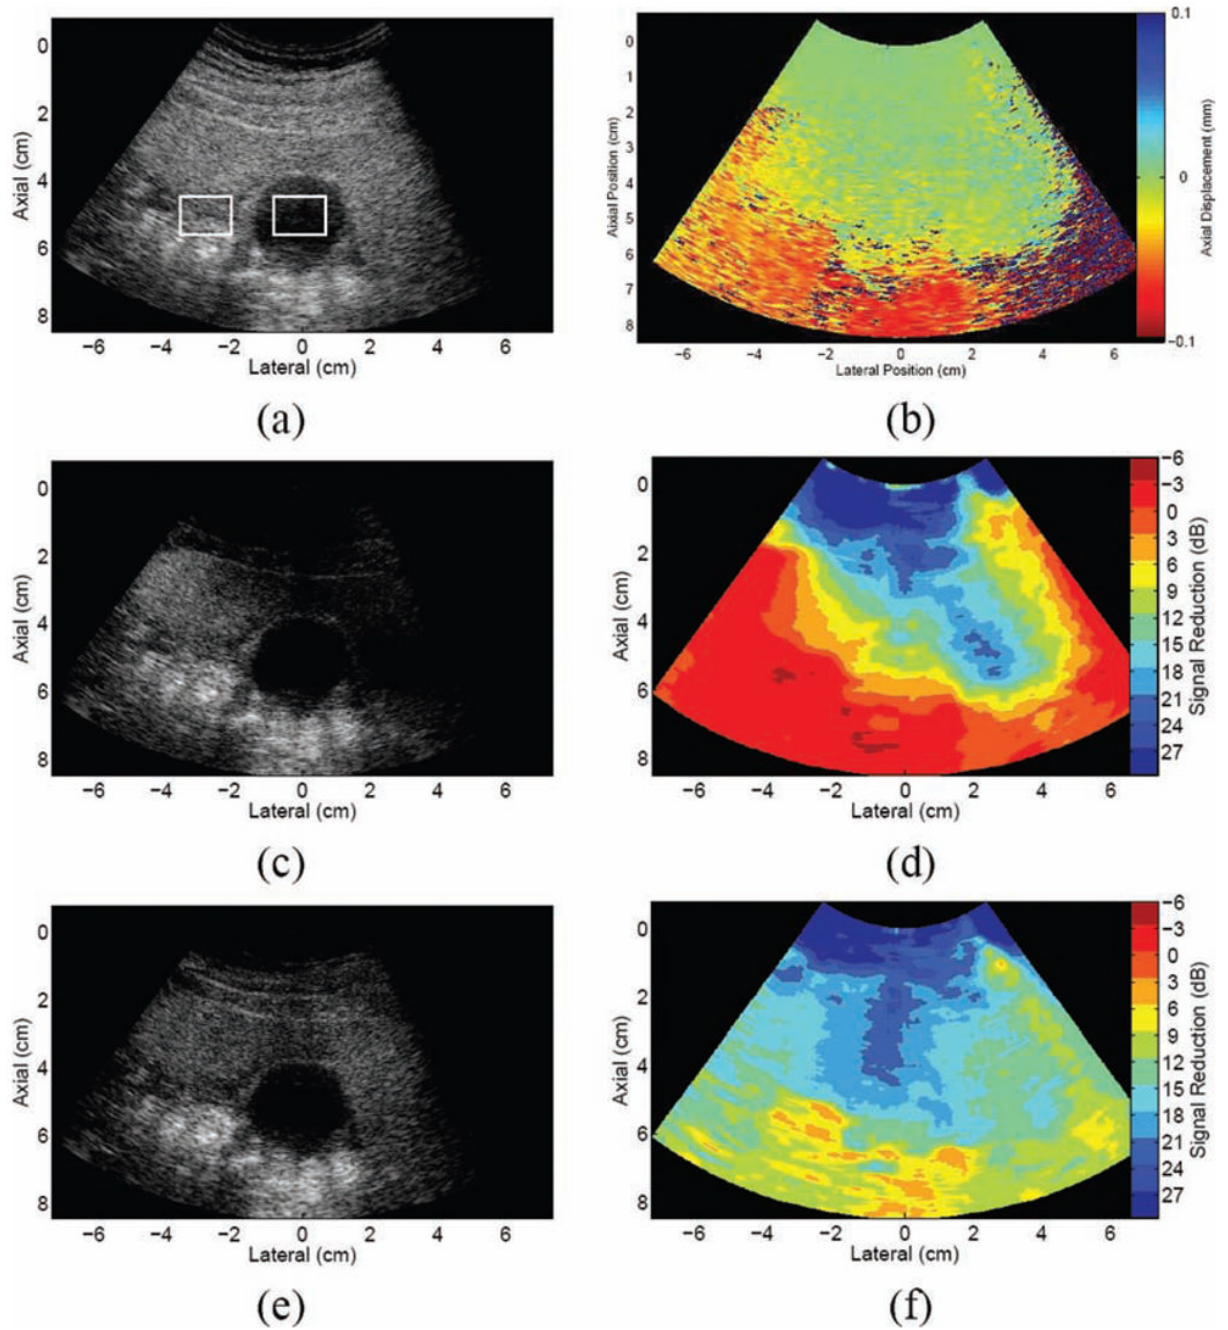 0
2
4
6
8
Axial (cm)
−6 −4 −2 0 2 4 6
Lateral (cm)
(a)
0
1
2
3
4
5
6
7
8
Aixial Position (cm)
−6 −4 −2 0 2 4 6
Lateral Position (cm)
0.1
0
−0.1
Axial Displacement (mm)
(b)
0
2
4
6
8
Axial (cm)
−6 −4 −2 0 2 4 6
Lateral (cm)
(c)
0
2
4
6
8
Axial (cm)
−6 −4 −2 0 2 4 6
Lateral (cm)
−6
−3
0
3
6
9
12
15
18
21
24
27
Signal Reduction (dB)
(d)
0
2
4
6
8
Axial (cm)
−6 −4 −2 0 2 4 6
Lateral (cm)
(e)
0
2
4
6
8
Axial (cm)
−6 −4 −2 0 2 4 6
Lateral (cm)
−6
−3
0
3
6
9
12
15
18
21
24
27
Signal Reduction (dB)
(f)